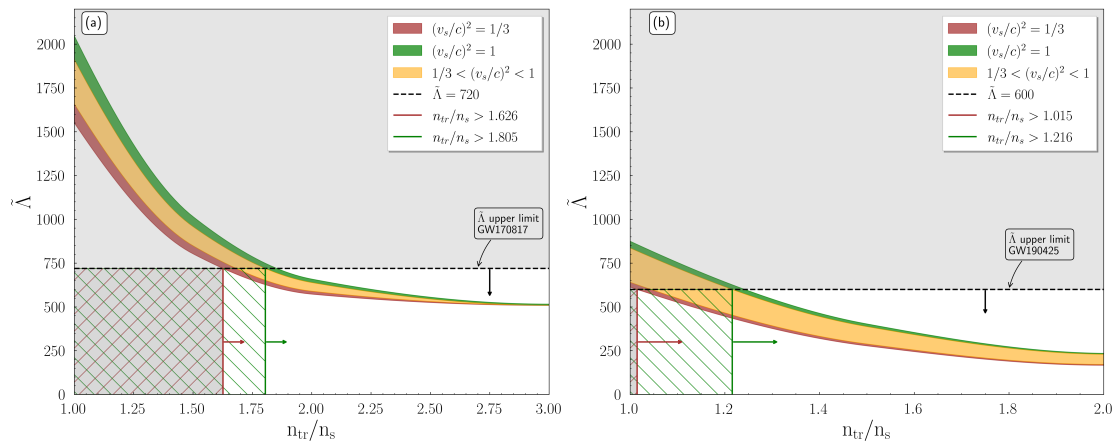 (a)
(v_s/c)² = 1/3
(v_s/c)² = 1
1/3 < (v_s/c)² < 1
Λ̃ = 720
n_tr/n_s > 1.626
n_tr/n_s > 1.805
Λ̃ upper limit
GW170817
Λ̃
2000
1750
1500
1250
1000
750
500
250
0
1.00 1.25 1.50 1.75 2.00 2.25 2.50 2.75 3.00
n_tr/n_s
(b)
(v_s/c)² = 1/3
(v_s/c)² = 1
1/3 < (v_s/c)² < 1
Λ̃ = 600
n_tr/n_s > 1.015
n_tr/n_s > 1.216
Λ̃ upper limit
GW190425
Λ̃
2000
1750
1500
1250
1000
750
500
250
0
1.0 1.2 1.4 1.6 1.8 2.0
n_tr/n_s